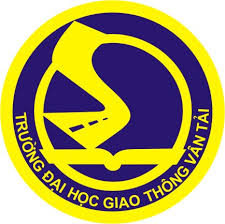 TRƯỜNG ĐẠI HỌC GIAO THÔNG VẬN TẢI